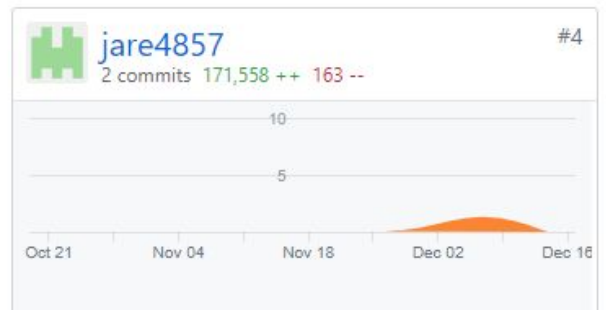 jare4857 #4
2 commits 171,558 ++ 163 --
10
5
Oct 21 Nov 04 Nov 18 Dec 02 Dec 16